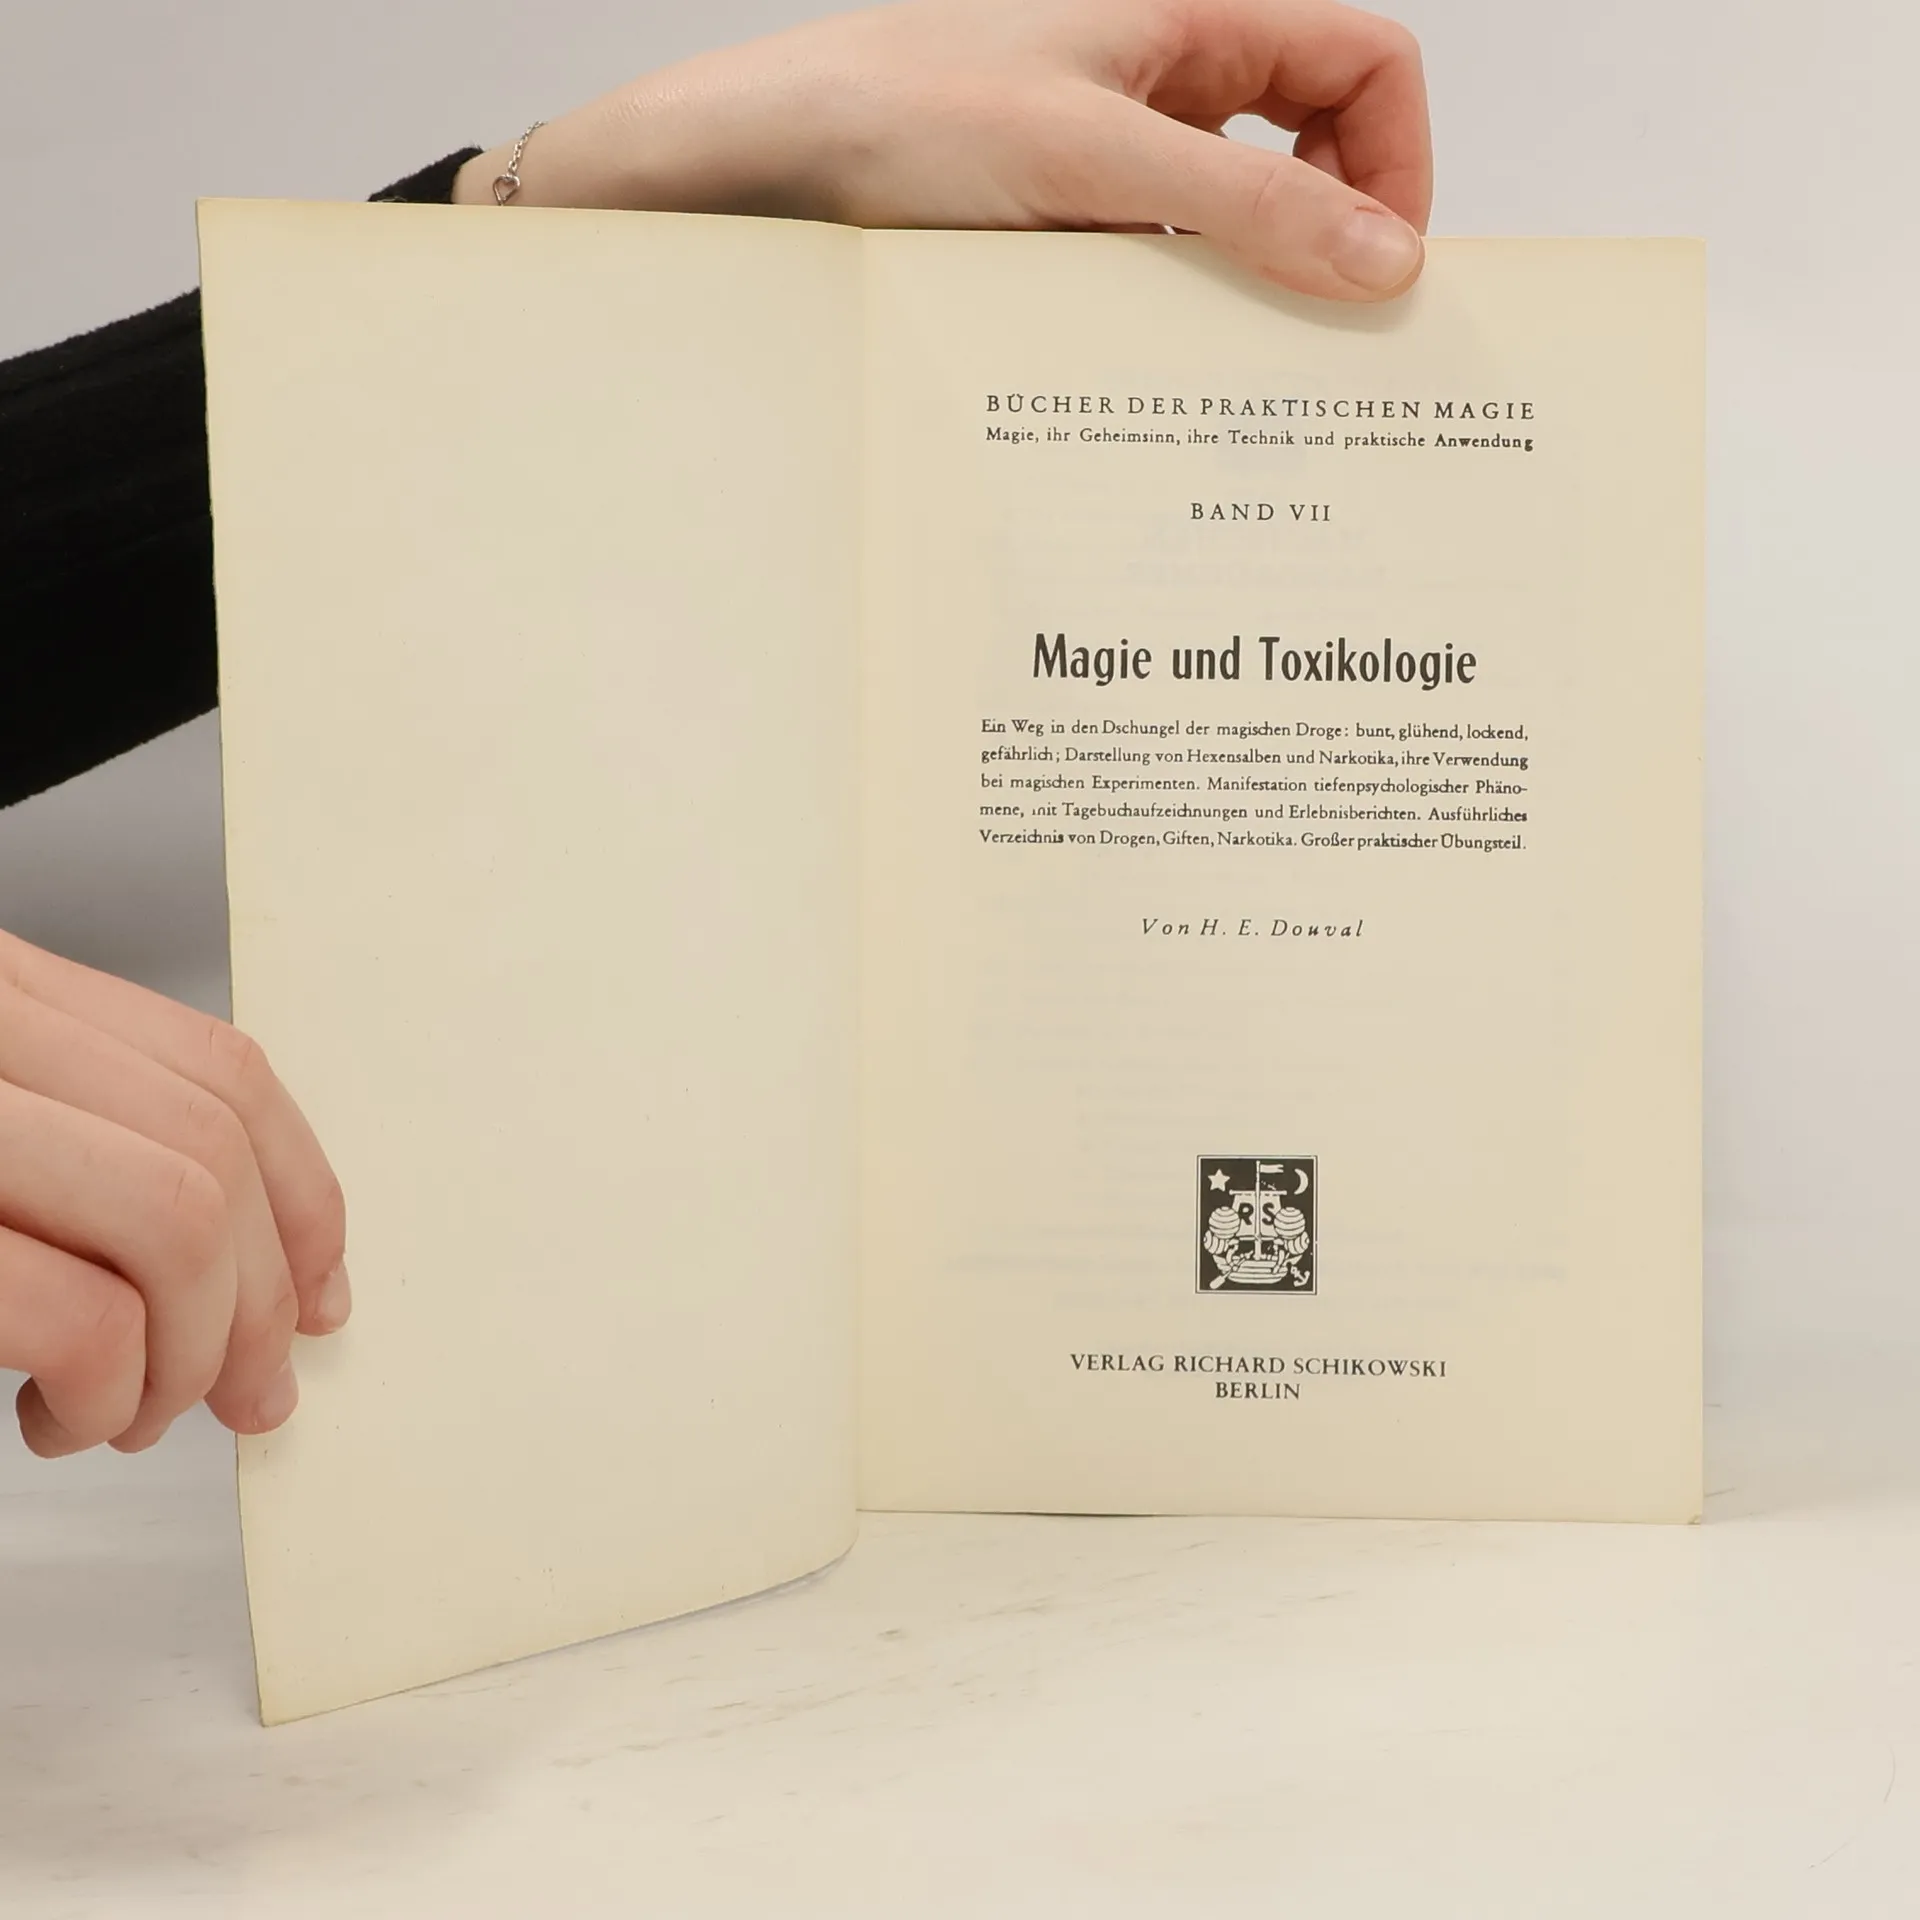 BÜCHER DER PRAKTISCHEN MAGIE
Magie, ihr Geheimsinn, ihre Technik und praktische Anwendung
BAND VII
Magie und Toxikologie
Ein Weg in den Dschungel der magischen Droge: bunt, glühend, lockend,
gefährlich; Darstellung von Hexensalben und Narkotika, ihre Verwendung
bei magischen Experimenten. Manifestation tiefenpsychologischer Phäno-
mene, mit Tagebuchaufzeichnungen und Erlebnisberichten. Ausführliches
Verzeichnis von Drogen, Giften, Narkotika. Großer praktischer Übungsteil.
Von H. E. Douval
R S
VERLAG RICHARD SCHIKOWSKI
BERLIN